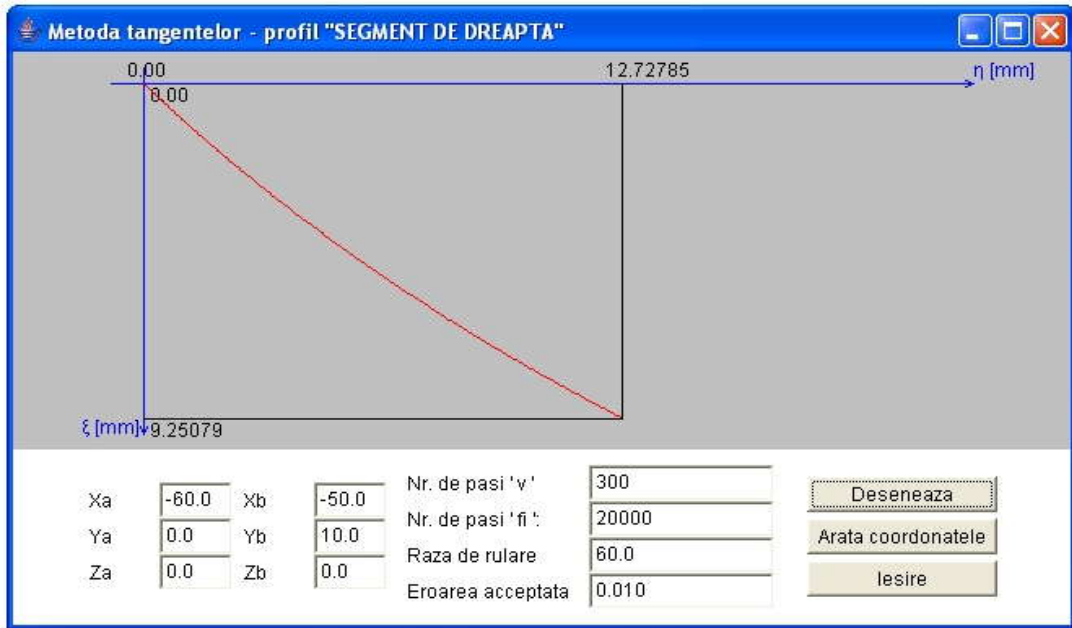 Metoda tangentelor - profil "SEGMENT DE DREAPTA"
0.00 12.72785 η [mm]
0.00
ξ [mm] 9.25079
Xa -60.0 Xb -50.0 Nr. de pasi ' v ' 300 Deseneaza
Ya 0.0 Yb 10.0 Nr. de pasi ' fi ': 20000 Arata coordonatele
Za 0.0 Zb 0.0 Raza de rulare 60.0 Iesire
Eroarea acceptata 0.010